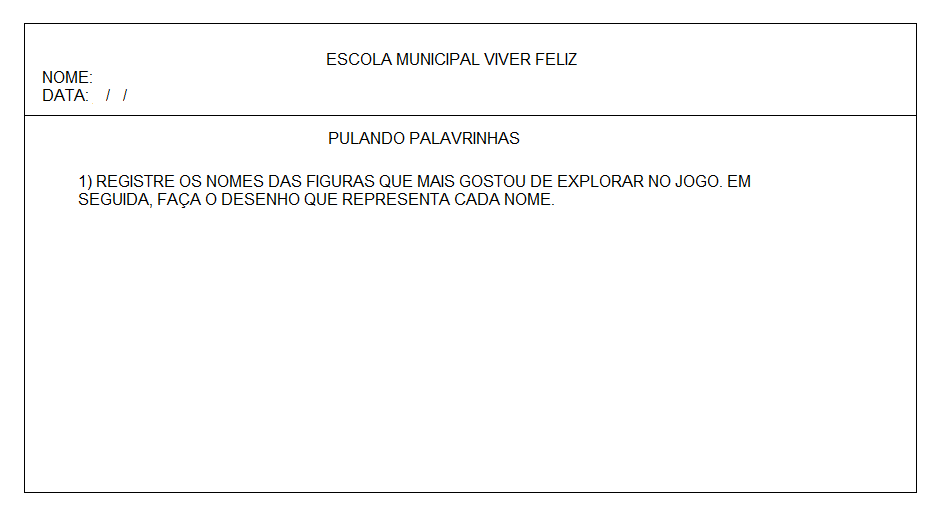 ESCOLA MUNICIPAL VIVER FELIZ
NOME:
DATA: / /
PULANDO PALAVRINHAS
1) REGISTRE OS NOMES DAS FIGURAS QUE MAIS GOSTOU DE EXPLORAR NO JOGO. EM
SEGUIDA, FAÇA O DESENHO QUE REPRESENTA CADA NOME.